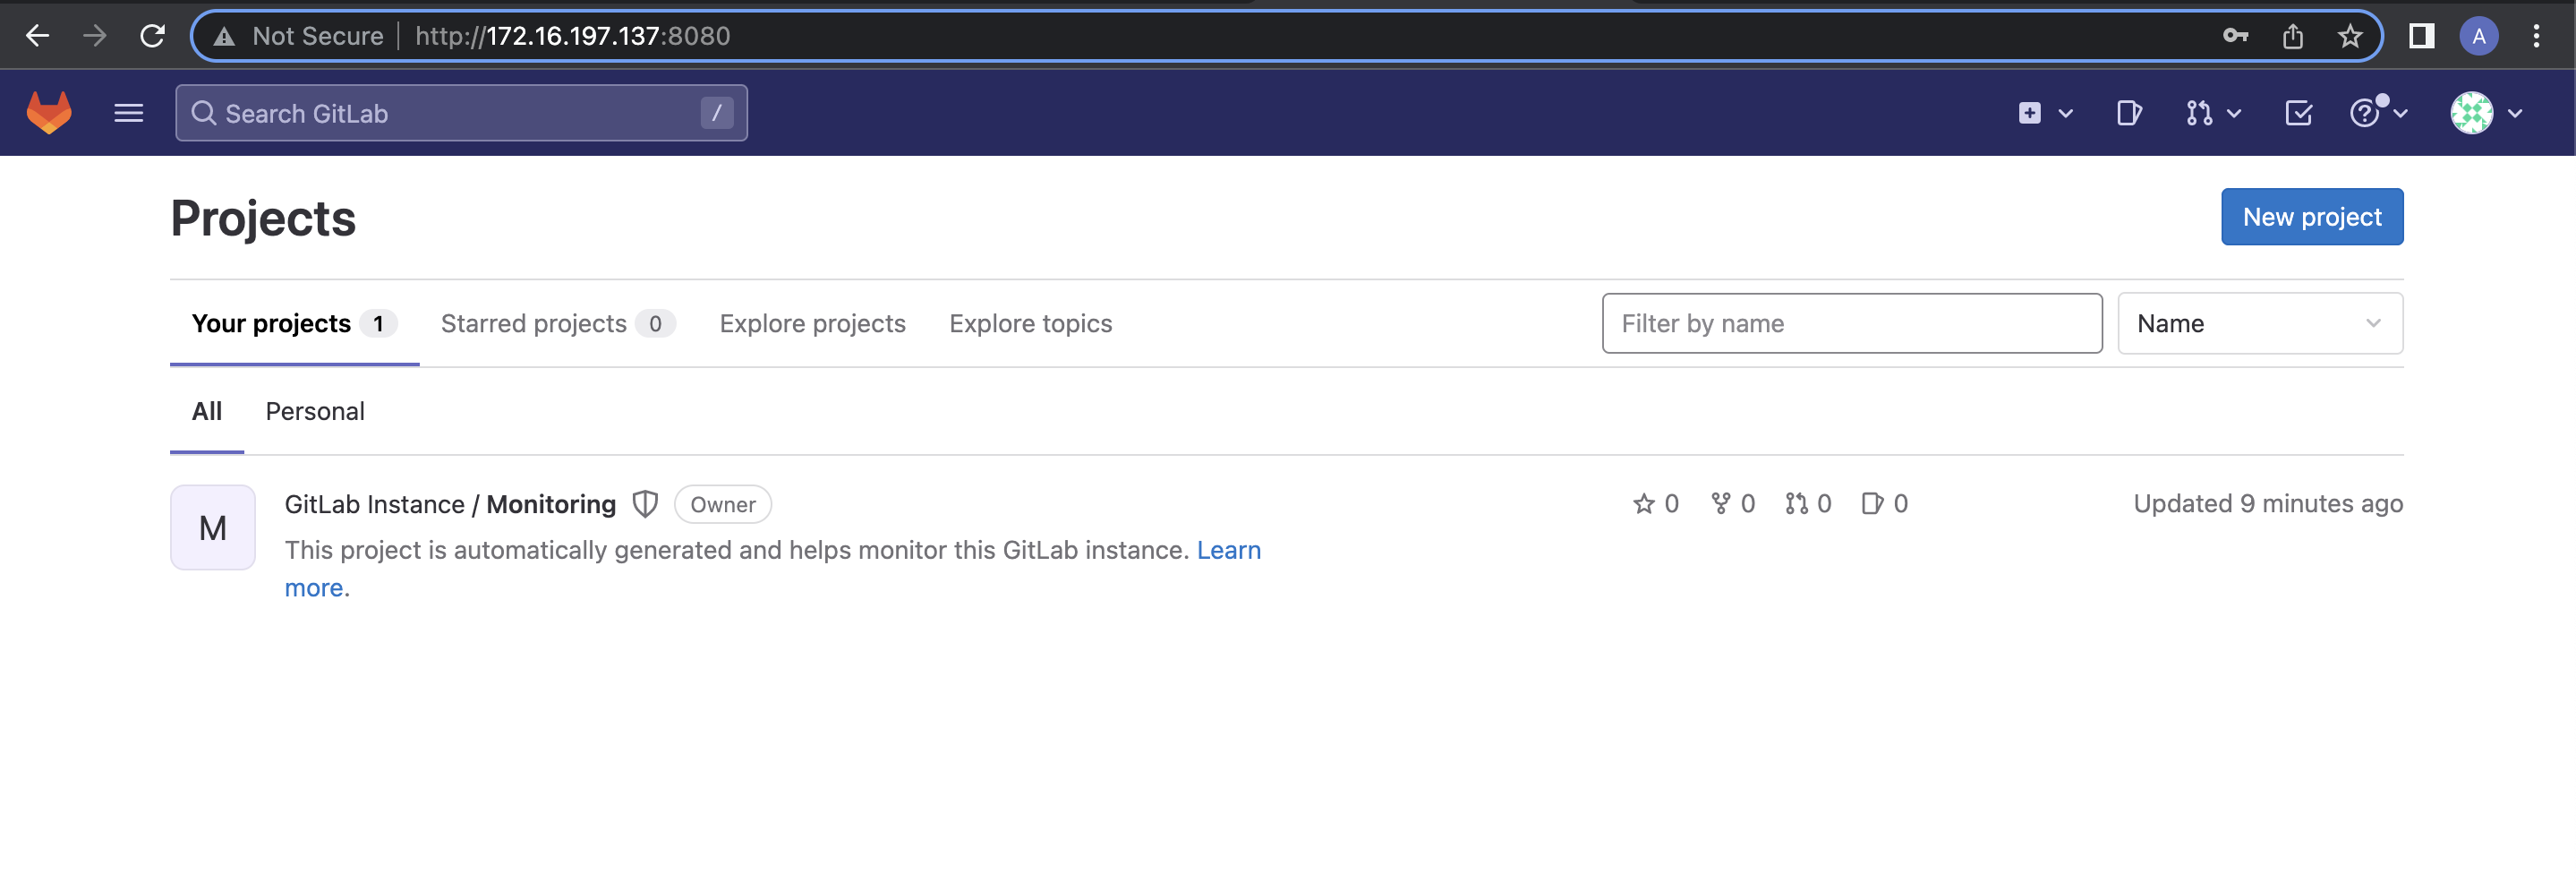 Not Secure | http://172.16.197.137:8080 A
Search GitLab /
Projects
New project
Your projects 1 Starred projects 0 Explore projects Explore topics Filter by name Name
All Personal
M GitLab Instance / Monitoring Owner 0 0 0 0 Updated 9 minutes ago
This project is automatically generated and helps monitor this GitLab instance. Learn
more.